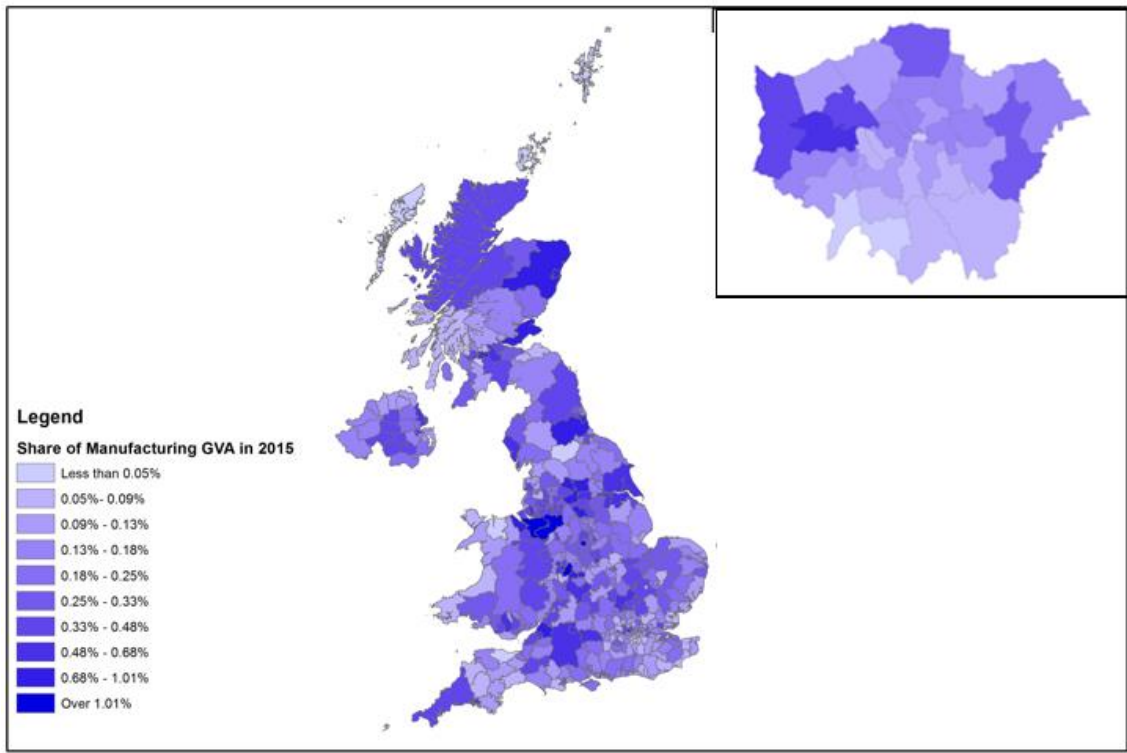 Legend
Share of Manufacturing GVA in 2015
Less than 0.05%
0.05%- 0.09%
0.09% - 0.13%
0.13% - 0.18%
0.18% - 0.25%
0.25% - 0.33%
0.33% - 0.48%
0.48% - 0.68%
0.68% - 1.01%
Over 1.01%